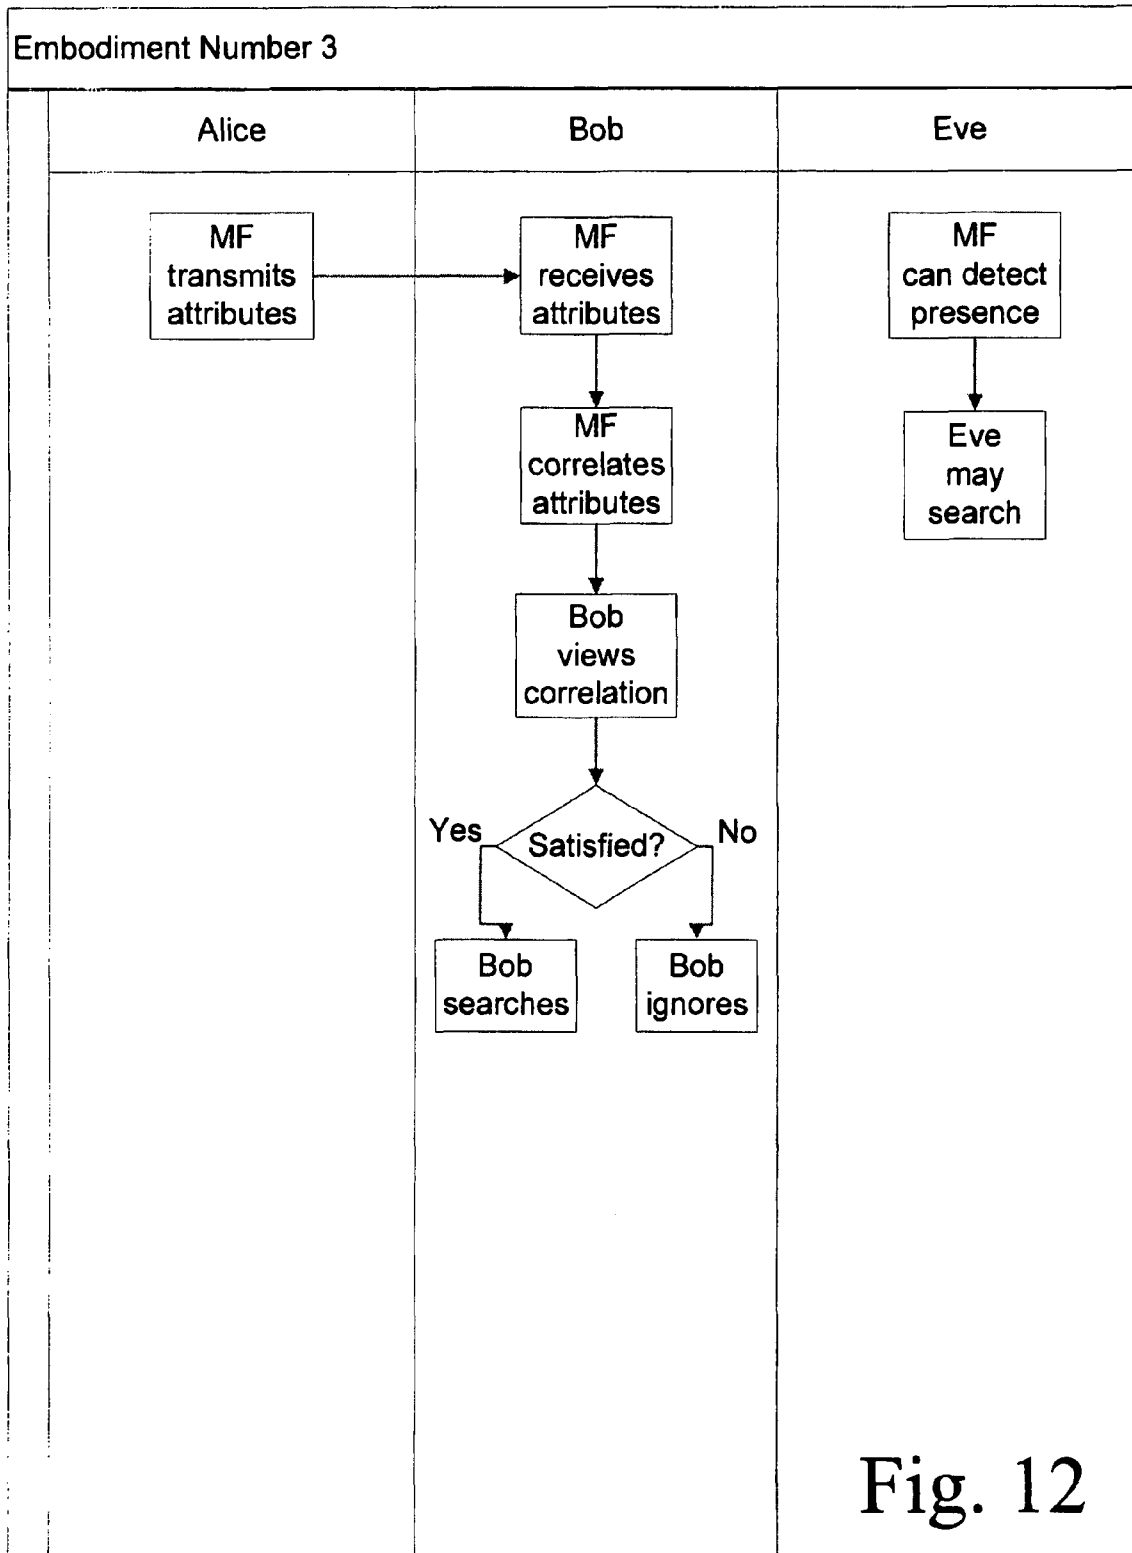 Embodiment Number 3
Alice
Bob
Eve
MF
transmits
attributes
MF
receives
attributes
MF
can detect
presence
MF
correlates
attributes
Eve
may
search
Bob
views
correlation
Yes
Satisfied?
No
Bob
searches
Bob
ignores
Fig. 12